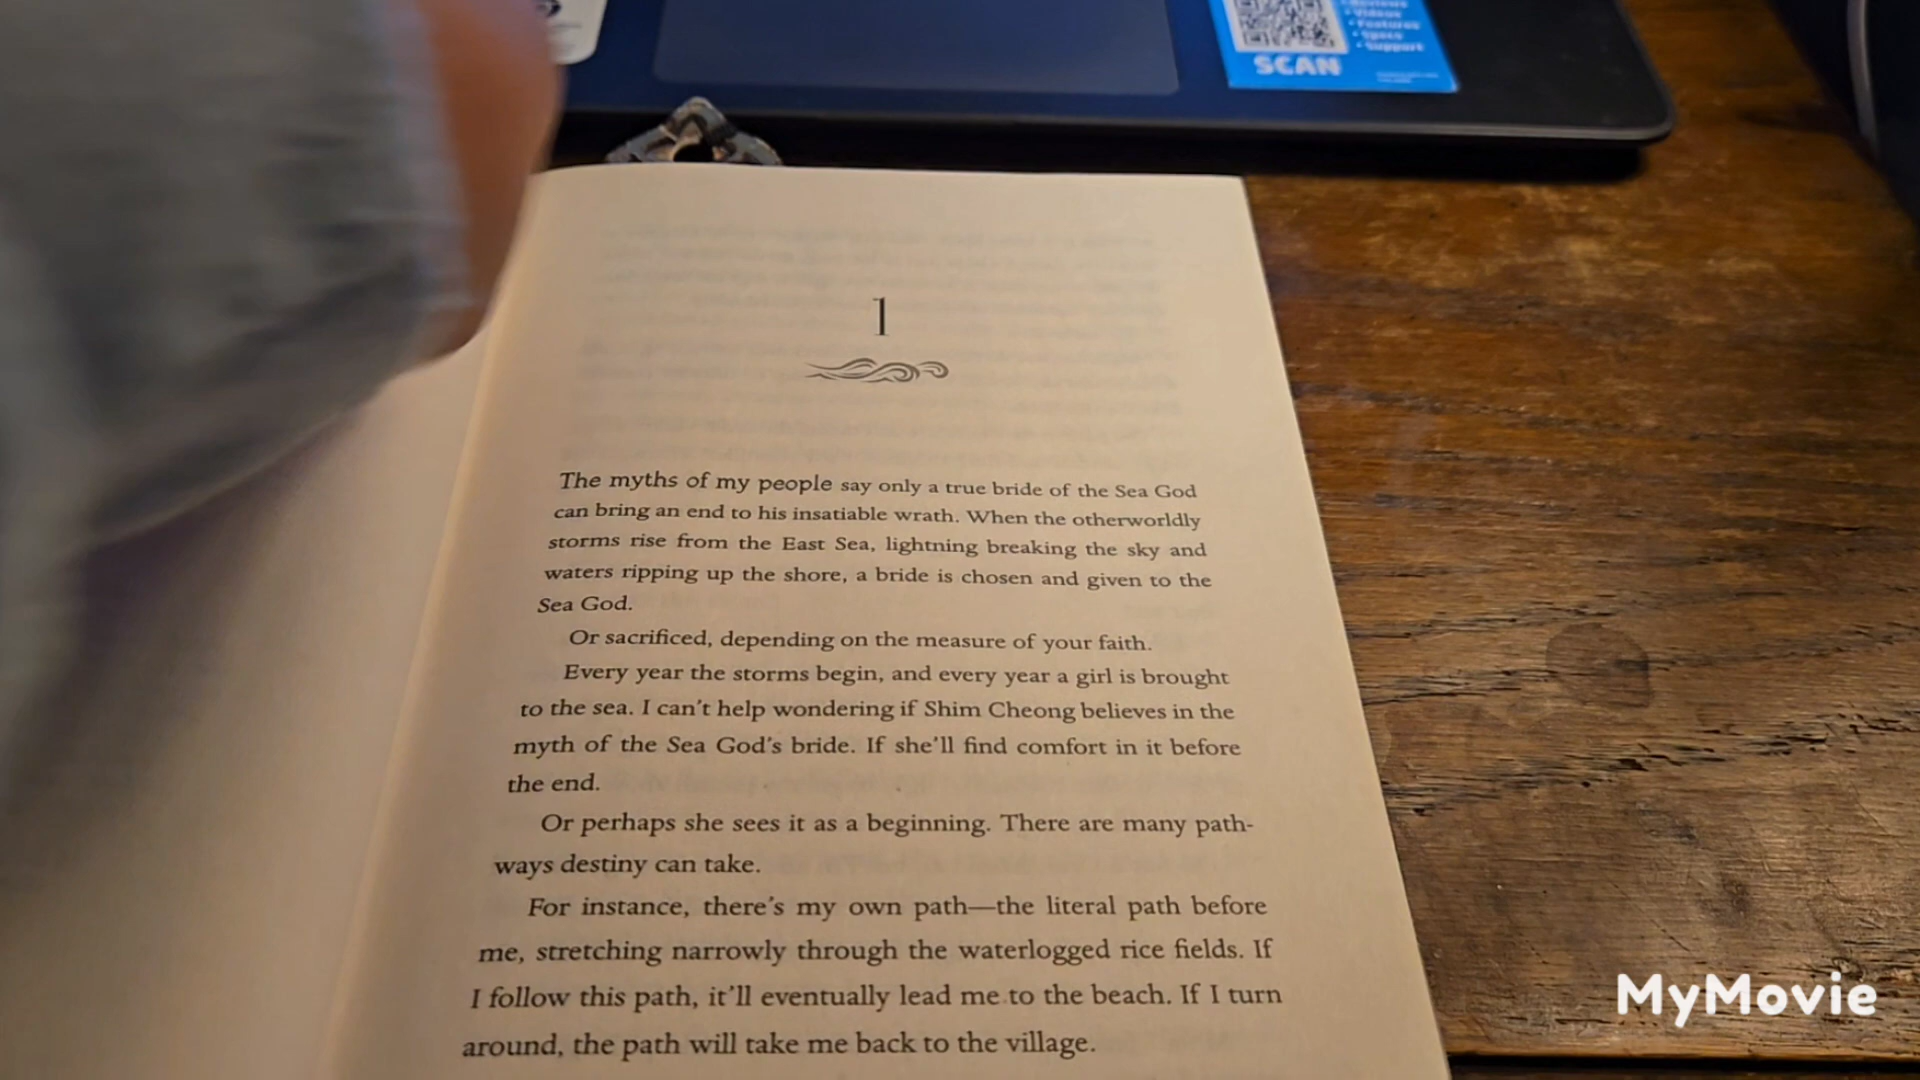 Reviews
• Videos
• Features
• Specs
• Support
SCAN
1
The myths of my people say only a true bride of the Sea God
can bring an end to his insatiable wrath. When the otherworldly
storms rise from the East Sea, lightning breaking the sky and
waters ripping up the shore, a bride is chosen and given to the
Sea God.
Or sacrificed, depending on the measure of your faith.
Every year the storms begin, and every year a girl is brought
to the sea. I can't help wondering if Shim Cheong believes in the
myth of the Sea God's bride. If she'll find comfort in it before
the end.
Or perhaps she sees it as a beginning. There are many path-
ways destiny can take.
For instance, there's my own path—the literal path before
me, stretching narrowly through the waterlogged rice fields. If
I follow this path, it'll eventually lead me to the beach. If I turn
around, the path will take me back to the village.
MyMovie